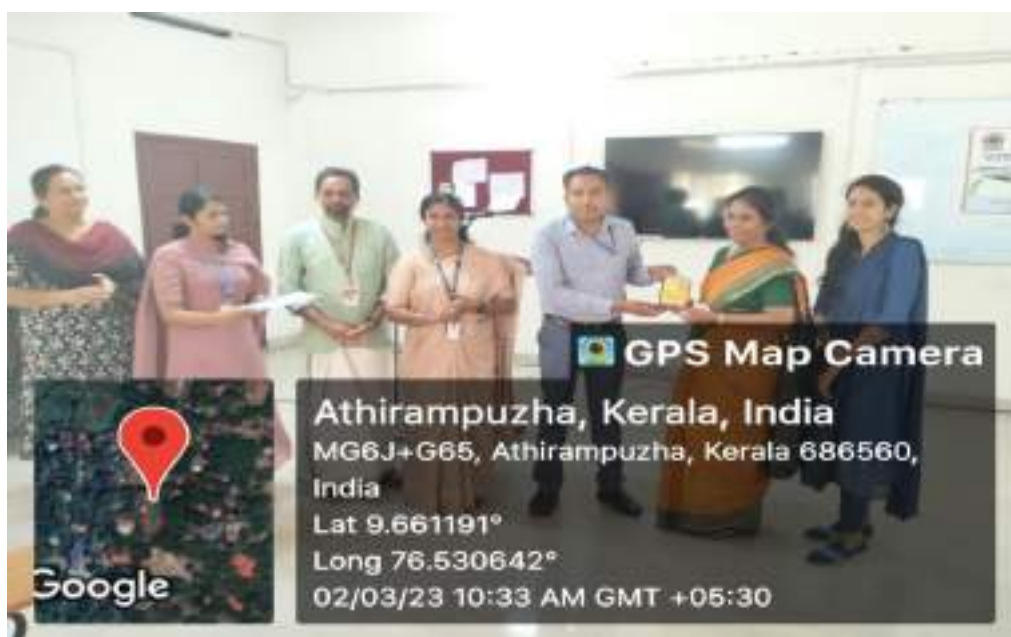 GPS Map Camera
Athirampuzha, Kerala, India
MG6J+G65, Athirampuzha, Kerala 686560,
India
Lat 9.661191°
Long 76.530642°
02/03/23 10:33 AM GMT +05:30
Google